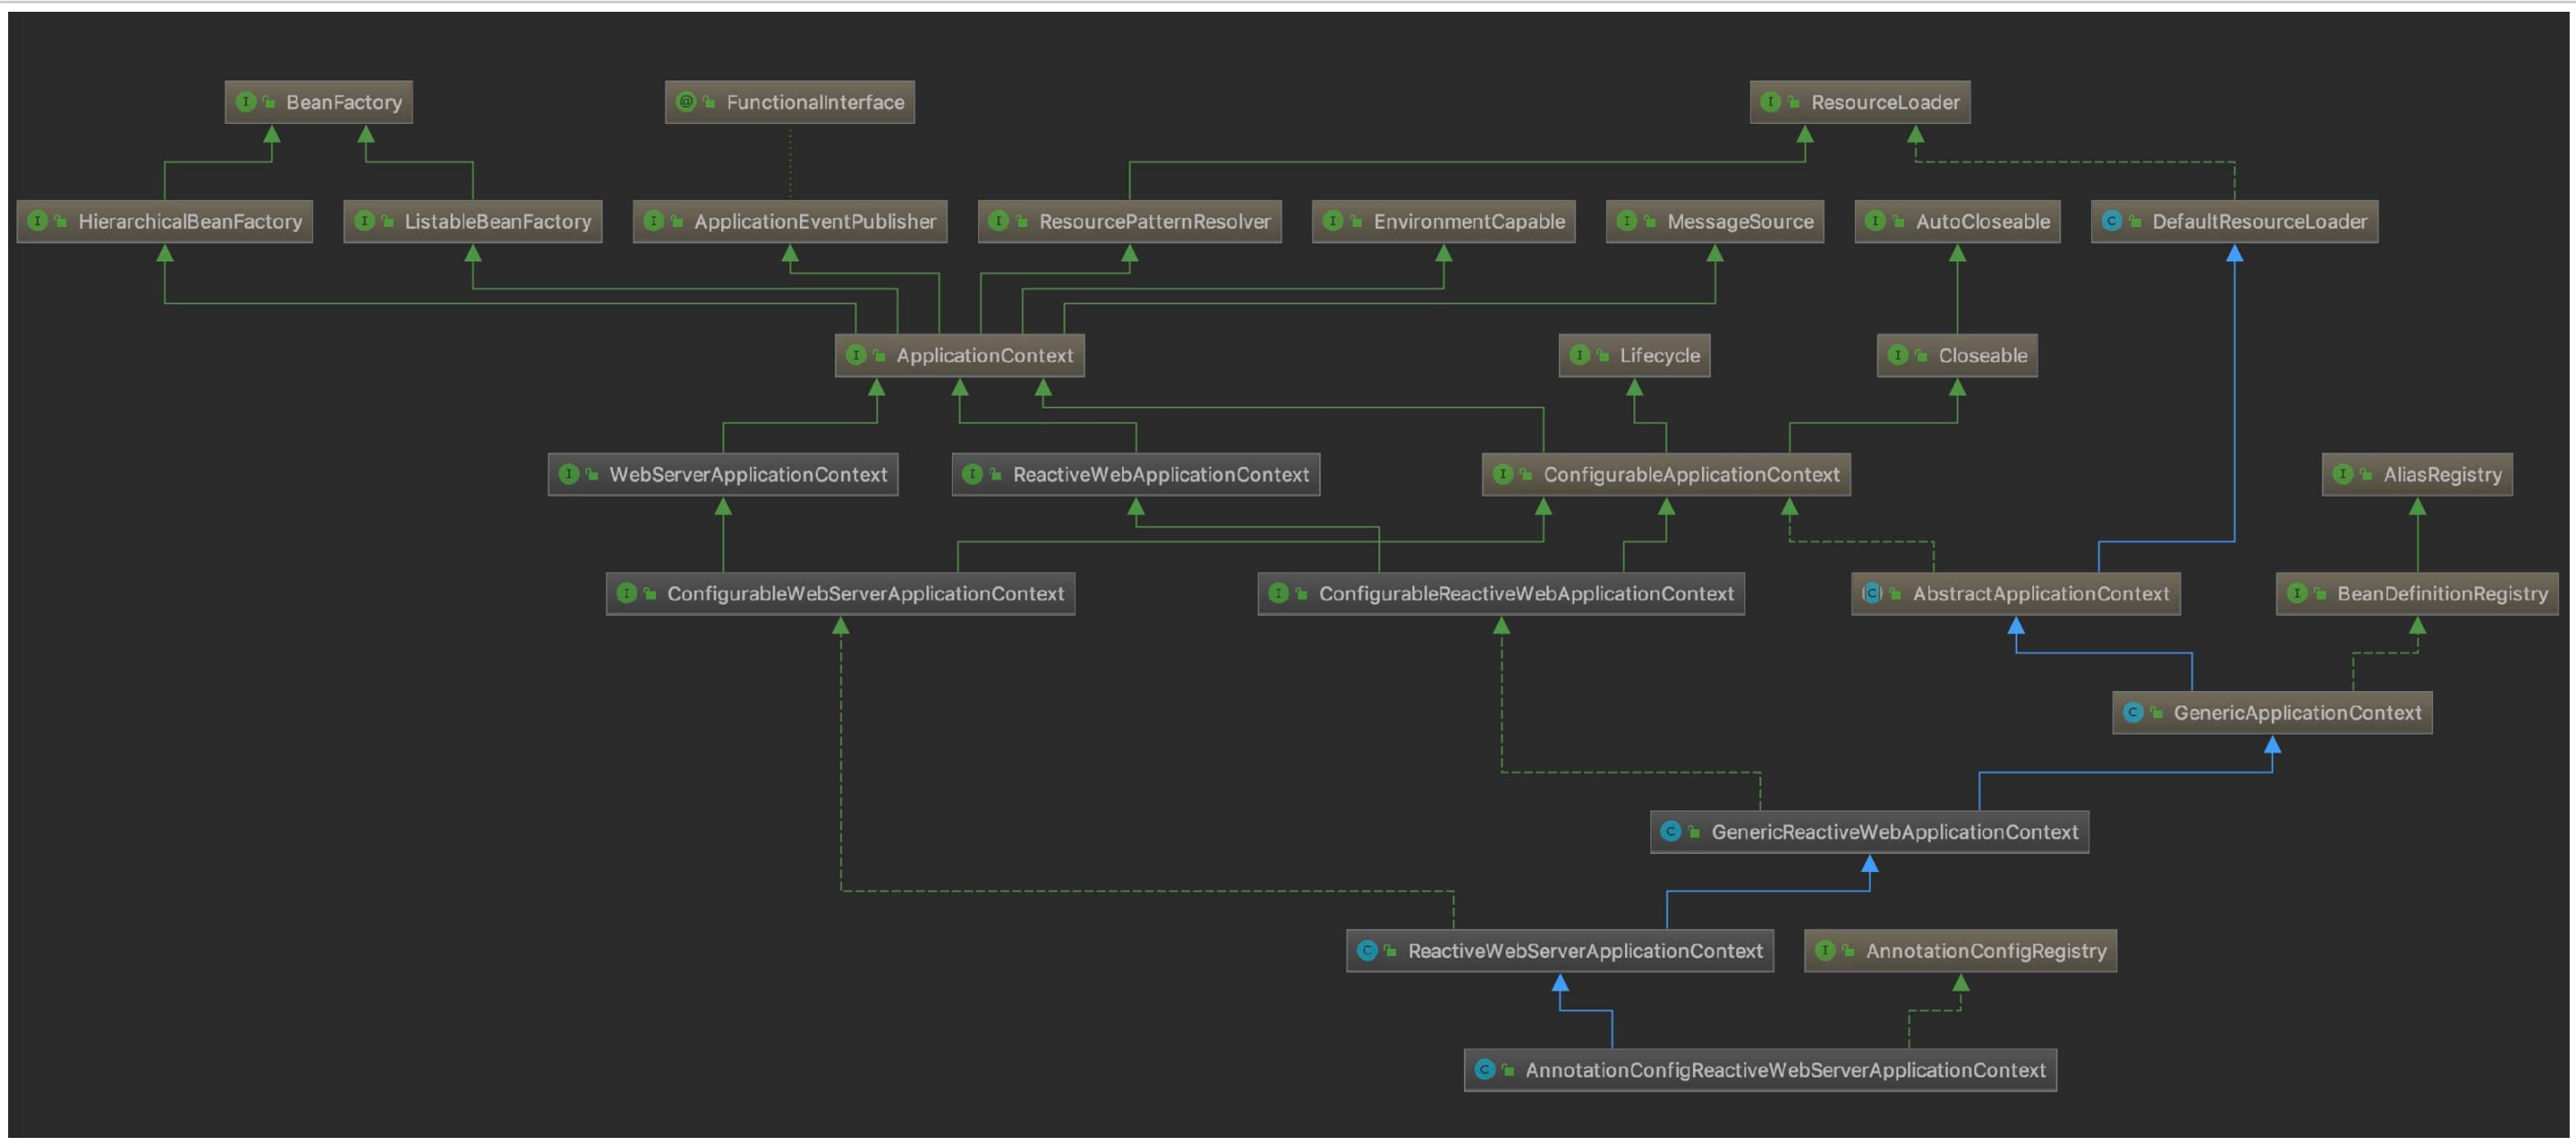 BeanFactory
FunctionalInterface
ResourceLoader
HierarchicalBeanFactory
ListableBeanFactory
ApplicationEventPublisher
ResourcePatternResolver
EnvironmentCapable
MessageSource
AutoCloseable
DefaultResourceLoader
ApplicationContext
Lifecycle
Closeable
WebServerApplicationContext
ReactiveWebApplicationContext
ConfigurableApplicationContext
AliasRegistry
ConfigurableWebServerApplicationContext
ConfigurableReactiveWebApplicationContext
AbstractApplicationContext
BeanDefinitionRegistry
GenericApplicationContext
GenericReactiveWebApplicationContext
ReactiveWebServerApplicationContext
AnnotationConfigRegistry
AnnotationConfigReactiveWebServerApplicationContext